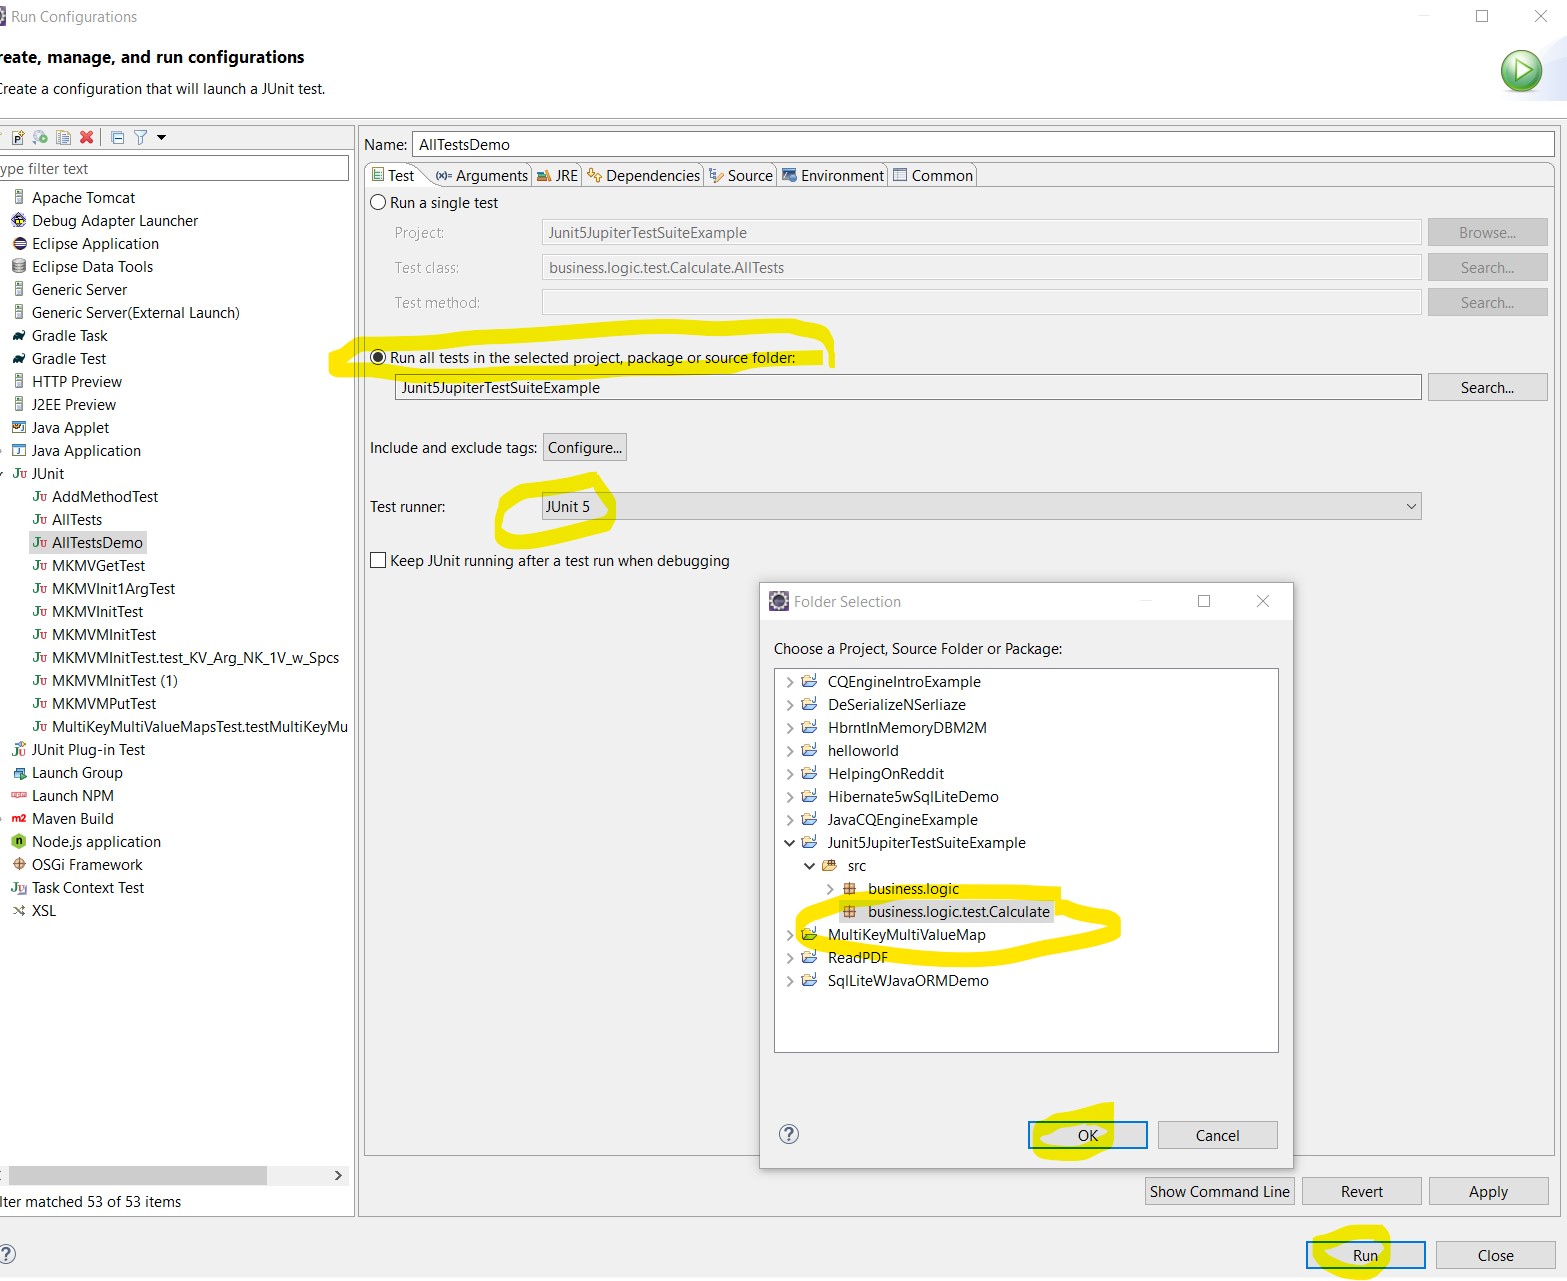 Run Configurations
reate, manage, and run configurations
Create a configuration that will launch a JUnit test.
ype filter text
Apache Tomcat
Debug Adapter Launcher
Eclipse Application
Eclipse Data Tools
Generic Server
Generic Server(External Launch)
Gradle Task
Gradle Test
HTTP Preview
J2EE Preview
Java Applet
Java Application
JUnit
AddMethodTest
AllTests
AllTestsDemo
MKMVGetTest
MKMVInit1ArgTest
MKMVInitTest
MKMVMInitTest
MKMVMInitTest.test_KV_Arg_NK_1V_w_Spcs
MKMVMInitTest (1)
MKMVMPutTest
MultiKeyMultiValueMapsTest.testMultiKeyMu
JUnit Plug-in Test
Launch Group
Launch NPM
Maven Build
Node.js application
OSGi Framework
Task Context Test
XSL
lter matched 53 of 53 items
Name: AllTestsDemo
Test (x)= Arguments JRE Dependencies Source Environment Common
Run a single test
Project: Junit5JupiterTestSuiteExample Browse...
Test class: business.logic.test.Calculate.AllTests Search...
Test method: Search...
Run all tests in the selected project, package or source folder:
Junit5JupiterTestSuiteExample Search...
Include and exclude tags: Configure...
Test runner: JUnit 5
Keep JUnit running after a test run when debugging
Folder Selection
Choose a Project, Source Folder or Package:
CQEngineIntroExample
DeSerializeNSerliaze
HbrntInMemoryDBM2M
helloworld
HelpingOnReddit
Hibernate5wSqlLiteDemo
JavaCQEngineExample
Junit5JupiterTestSuiteExample
src
business.logic
business.logic.test.Calculate
MultiKeyMultiValueMap
ReadPDF
SqlLiteWJavaORMDemo
OK Cancel
Show Command Line Revert Apply
Run Close